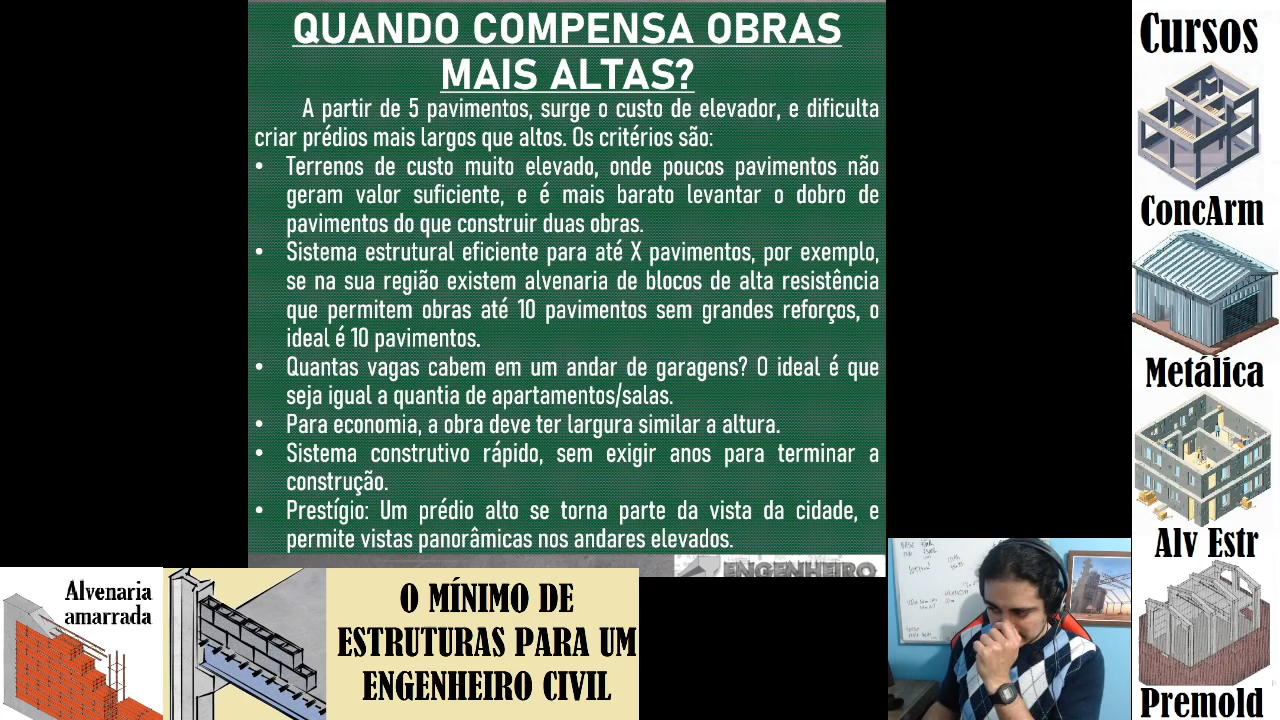 QUANDO COMPENSA OBRAS
MAIS ALTAS?
A partir de 5 pavimentos, surge o custo de elevador, e dificulta
criar prédios mais largos que altos. Os critérios são:
• Terrenos de custo muito elevado, onde poucos pavimentos não
geram valor suficiente, e é mais barato levantar o dobro de
pavimentos do que construir duas obras.
• Sistema estrutural eficiente para até X pavimentos, por exemplo,
se na sua região existem alvenaria de blocos de alta resistência
que permitem obras até 10 pavimentos sem grandes reforços, o
ideal é 10 pavimentos.
• Quantas vagas cabem em um andar de garagens? O ideal é que
seja igual a quantia de apartamentos/salas.
• Para economia, a obra deve ter largura similar a altura.
• Sistema construtivo rápido, sem exigir anos para terminar a
construção.
• Prestígio: Um prédio alto se torna parte da vista da cidade, e
permite vistas panorâmicas nos andares elevados.
ENGENHEIRO
Alvenaria
amarrada
O MÍNIMO DE
ESTRUTURAS PARA UM
ENGENHEIRO CIVIL
Cursos
ConcArm
Metálica
Alv Estr
Premold